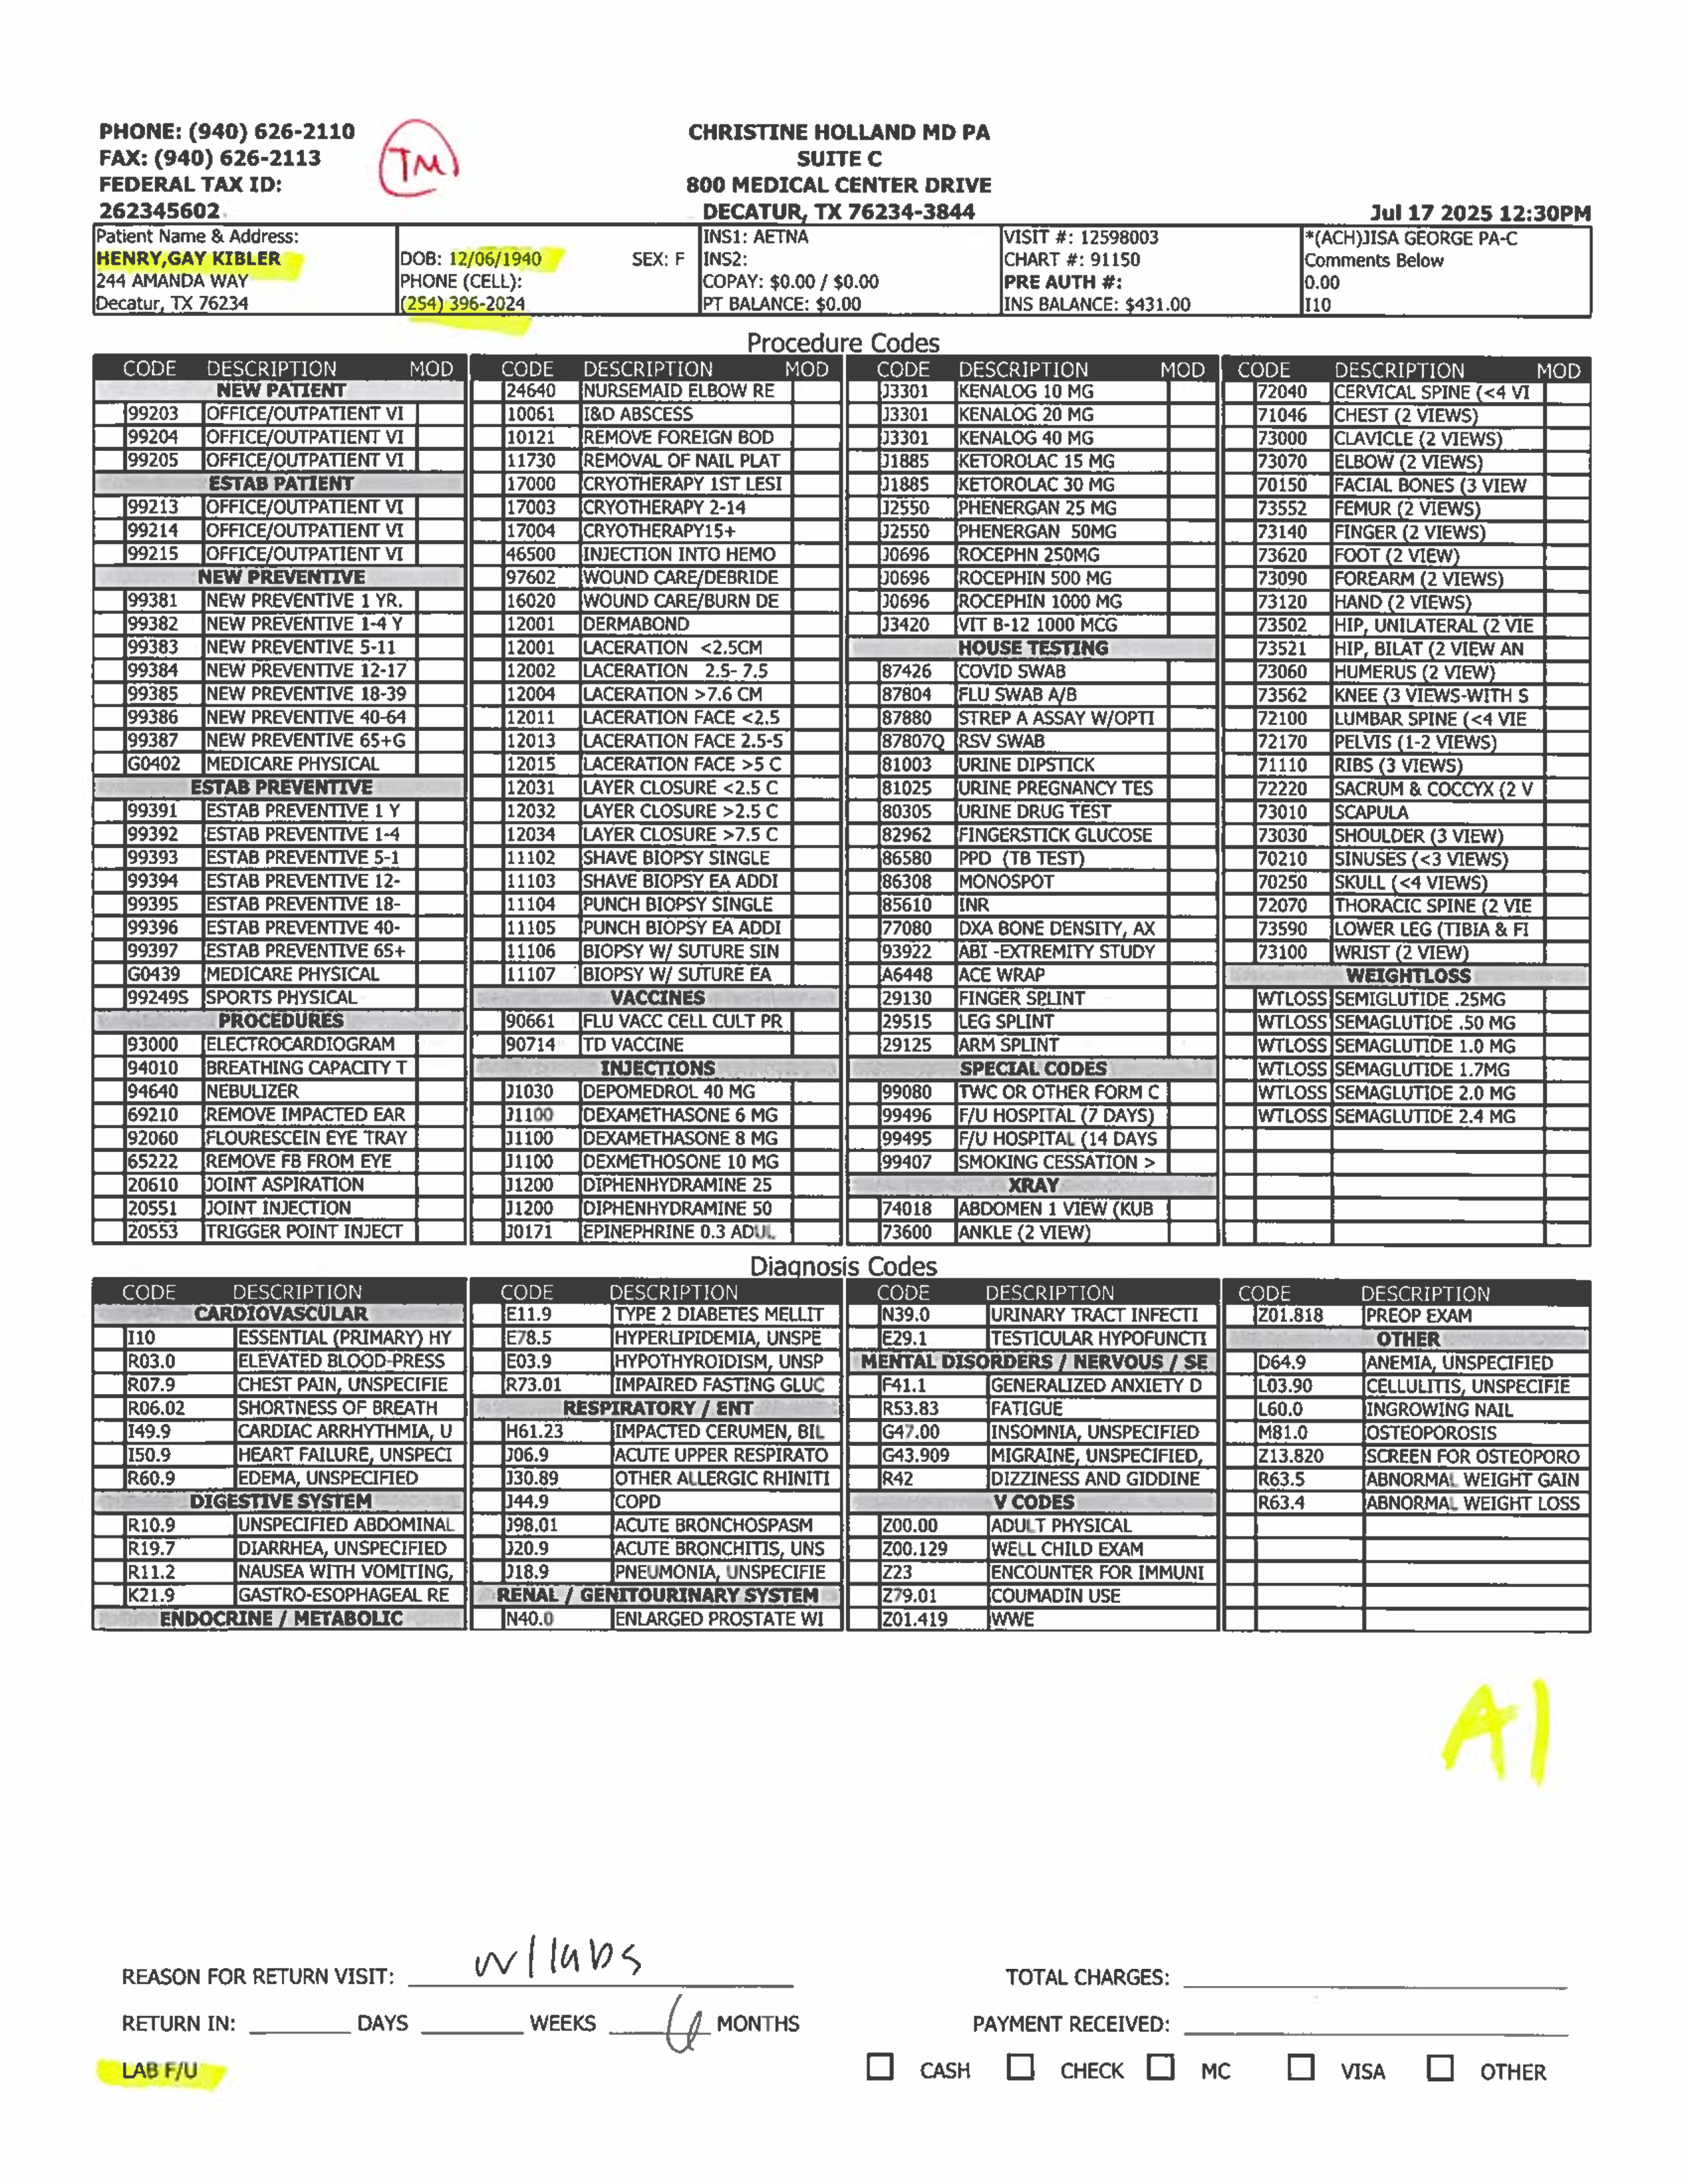 PHONE: (940) 626-2110
FAX: (940) 626-2113
FEDERAL TAX ID:
262345602
TM
CHRISTINE HOLLAND MD PA
SUITE C
800 MEDICAL CENTER DRIVE
DECATUR, TX 76234-3844
Jul 17 2025 12:30PM
Patient Name & Address:
HENRY,GAY KIBLER
244 AMANDA WAY
Decatur, TX 76234
DOB: 12/06/1940 SEX: F
PHONE (CELL):
(254) 396-2024
INS1: AETNA
INS2:
COPAY: $0.00 / $0.00
PT BALANCE: $0.00
VISIT #: 12598003
CHART #: 91150
PRE AUTH #:
INS BALANCE: $431.00
*(ACH)JISA GEORGE PA-C
Comments Below
0.00
I10
Procedure Codes
CODE DESCRIPTION MOD
NEW PATIENT
99203 OFFICE/OUTPATIENT VI
99204 OFFICE/OUTPATIENT VI
99205 OFFICE/OUTPATIENT VI
ESTAB PATIENT
99213 OFFICE/OUTPATIENT VI
99214 OFFICE/OUTPATIENT VI
99215 OFFICE/OUTPATIENT VI
NEW PREVENTIVE
99381 NEW PREVENTIVE 1 YR.
99382 NEW PREVENTIVE 1-4 Y
99383 NEW PREVENTIVE 5-11
99384 NEW PREVENTIVE 12-17
99385 NEW PREVENTIVE 18-39
99386 NEW PREVENTIVE 40-64
99387 NEW PREVENTIVE 65+G
G0402 MEDICARE PHYSICAL
ESTAB PREVENTIVE
99391 ESTAB PREVENTIVE 1 Y
99392 ESTAB PREVENTIVE 1-4
99393 ESTAB PREVENTIVE 5-1
99394 ESTAB PREVENTIVE 12-
99395 ESTAB PREVENTIVE 18-
99396 ESTAB PREVENTIVE 40-
99397 ESTAB PREVENTIVE 65+
G0439 MEDICARE PHYSICAL
99249S SPORTS PHYSICAL
PROCEDURES
93000 ELECTROCARDIOGRAM
94010 BREATHING CAPACITY T
94640 NEBULIZER
69210 REMOVE IMPACTED EAR
92060 FLOURESCEIN EYE TRAY
65222 REMOVE FB FROM EYE
20610 JOINT ASPIRATION
20551 JOINT INJECTION
20553 TRIGGER POINT INJECT
CODE DESCRIPTION MOD
24640 NURSEMAID ELBOW RE
10061 I&D ABSCESS
10121 REMOVE FOREIGN BOD
11730 REMOVAL OF NAIL PLAT
17000 CRYOTHERAPY 1ST LESI
17003 CRYOTHERAPY 2-14
17004 CRYOTHERAPY15+
46500 INJECTION INTO HEMO
97602 WOUND CARE/DEBRIDE
16020 WOUND CARE/BURN DE
12001 DERMABOND
12001 LACERATION <2.5CM
12002 LACERATION 2.5- 7.5
12004 LACERATION >7.6 CM
12011 LACERATION FACE <2.5
12013 LACERATION FACE 2.5-5
12015 LACERATION FACE >5 C
12031 LAYER CLOSURE <2.5 C
12032 LAYER CLOSURE >2.5 C
12034 LAYER CLOSURE >7.5 C
11102 SHAVE BIOPSY SINGLE
11103 SHAVE BIOPSY EA ADDI
11104 PUNCH BIOPSY SINGLE
11105 PUNCH BIOPSY EA ADDI
11106 BIOPSY W/ SUTURE SIN
11107 BIOPSY W/ SUTURE EA
VACCINES
90661 FLU VACC CELL CULT PR
90714 TD VACCINE
INJECTIONS
J1030 DEPOMEDROL 40 MG
J1100 DEXAMETHASONE 6 MG
J1100 DEXAMETHASONE 8 MG
J1100 DEXMETHOSONE 10 MG
J1200 DIPHENHYDRAMINE 25
J1200 DIPHENHYDRAMINE 50
J0171 EPINEPHRINE 0.3 ADUL
CODE DESCRIPTION MOD
J3301 KENALOG 10 MG
J3301 KENALOG 20 MG
J3301 KENALOG 40 MG
J1885 KETOROLAC 15 MG
J1885 KETOROLAC 30 MG
J2550 PHENERGAN 25 MG
J2550 PHENERGAN 50MG
J0696 ROCEPHN 250MG
J0696 ROCEPHIN 500 MG
J0696 ROCEPHIN 1000 MG
J3420 VIT B-12 1000 MCG
HOUSE TESTING
87426 COVID SWAB
87804 FLU SWAB A/B
87880 STREP A ASSAY W/OPTI
87807Q RSV SWAB
81003 URINE DIPSTICK
81025 URINE PREGNANCY TES
80305 URINE DRUG TEST
82962 FINGERSTICK GLUCOSE
86580 PPD (TB TEST)
86308 MONOSPOT
85610 INR
77080 DXA BONE DENSITY, AX
93922 ABI -EXTREMITY STUDY
A6448 ACE WRAP
29130 FINGER SPLINT
29515 LEG SPLINT
29125 ARM SPLINT
SPECIAL CODES
99080 TWC OR OTHER FORM C
99496 F/U HOSPITAL (7 DAYS)
99495 F/U HOSPITAL (14 DAYS
99407 SMOKING CESSATION >
XRAY
74018 ABDOMEN 1 VIEW (KUB
73600 ANKLE (2 VIEW)
CODE DESCRIPTION MOD
72040 CERVICAL SPINE (<4 VI
71046 CHEST (2 VIEWS)
73000 CLAVICLE (2 VIEWS)
73070 ELBOW (2 VIEWS)
70150 FACIAL BONES (3 VIEW
73552 FEMUR (2 VIEWS)
73140 FINGER (2 VIEWS)
73620 FOOT (2 VIEW)
73090 FOREARM (2 VIEWS)
73120 HAND (2 VIEWS)
73502 HIP, UNILATERAL (2 VIE
73521 HIP, BILAT (2 VIEW AN
73060 HUMERUS (2 VIEW)
73562 KNEE (3 VIEWS-WITH S
72100 LUMBAR SPINE (<4 VIE
72170 PELVIS (1-2 VIEWS)
71110 RIBS (3 VIEWS)
72220 SACRUM & COCCYX (2 V
73010 SCAPULA
73030 SHOULDER (3 VIEW)
70210 SINUSES (<3 VIEWS)
70250 SKULL (<4 VIEWS)
72070 THORACIC SPINE (2 VIE
73590 LOWER LEG (TIBIA & FI
73100 WRIST (2 VIEW)
WEIGHTLOSS
WTLOSS SEMIGLUTIDE .25MG
WTLOSS SEMAGLUTIDE .50 MG
WTLOSS SEMAGLUTIDE 1.0 MG
WTLOSS SEMAGLUTIDE 1.7MG
WTLOSS SEMAGLUTIDE 2.0 MG
WTLOSS SEMAGLUTIDE 2.4 MG
Diagnosis Codes
CODE DESCRIPTION
CARDIOVASCULAR
I10 ESSENTIAL (PRIMARY) HY
R03.0 ELEVATED BLOOD-PRESS
R07.9 CHEST PAIN, UNSPECIFIE
R06.02 SHORTNESS OF BREATH
I49.9 CARDIAC ARRHYTHMIA, U
I50.9 HEART FAILURE, UNSPECI
R60.9 EDEMA, UNSPECIFIED
DIGESTIVE SYSTEM
R10.9 UNSPECIFIED ABDOMINAL
R19.7 DIARRHEA, UNSPECIFIED
R11.2 NAUSEA WITH VOMITING,
K21.9 GASTRO-ESOPHAGEAL RE
ENDOCRINE / METABOLIC
CODE DESCRIPTION
E11.9 TYPE 2 DIABETES MELLIT
E78.5 HYPERLIPIDEMIA, UNSPE
E03.9 HYPOTHYROIDISM, UNSP
R73.01 IMPAIRED FASTING GLUC
RESPIRATORY / ENT
H61.23 IMPACTED CERUMEN, BIL
J06.9 ACUTE UPPER RESPIRATO
J30.89 OTHER ALLERGIC RHINITI
J44.9 COPD
J98.01 ACUTE BRONCHOSPASM
J20.9 ACUTE BRONCHITIS, UNS
J18.9 PNEUMONIA, UNSPECIFIE
RENAL / GENITOURINARY SYSTEM
N40.0 ENLARGED PROSTATE WI
CODE DESCRIPTION
N39.0 URINARY TRACT INFECTI
E29.1 TESTICULAR HYPOFUNCTI
MENTAL DISORDERS / NERVOUS / SE
F41.1 GENERALIZED ANXIETY D
R53.83 FATIGUE
G47.00 INSOMNIA, UNSPECIFIED
G43.909 MIGRAINE, UNSPECIFIED,
R42 DIZZINESS AND GIDDINE
V CODES
Z00.00 ADULT PHYSICAL
Z00.129 WELL CHILD EXAM
Z23 ENCOUNTER FOR IMMUNI
Z79.01 COUMADIN USE
Z01.419 WWE
CODE DESCRIPTION
Z01.818 PREOP EXAM
OTHER
D64.9 ANEMIA, UNSPECIFIED
L03.90 CELLULITIS, UNSPECIFIE
L60.0 INGROWING NAIL
M81.0 OSTEOPOROSIS
Z13.820 SCREEN FOR OSTEOPORO
R63.5 ABNORMAL WEIGHT GAIN
R63.4 ABNORMAL WEIGHT LOSS
A1
REASON FOR RETURN VISIT: w/labs
RETURN IN: DAYS WEEKS 6 MONTHS
LAB F/U
TOTAL CHARGES:
PAYMENT RECEIVED:
CASH CHECK MC VISA OTHER